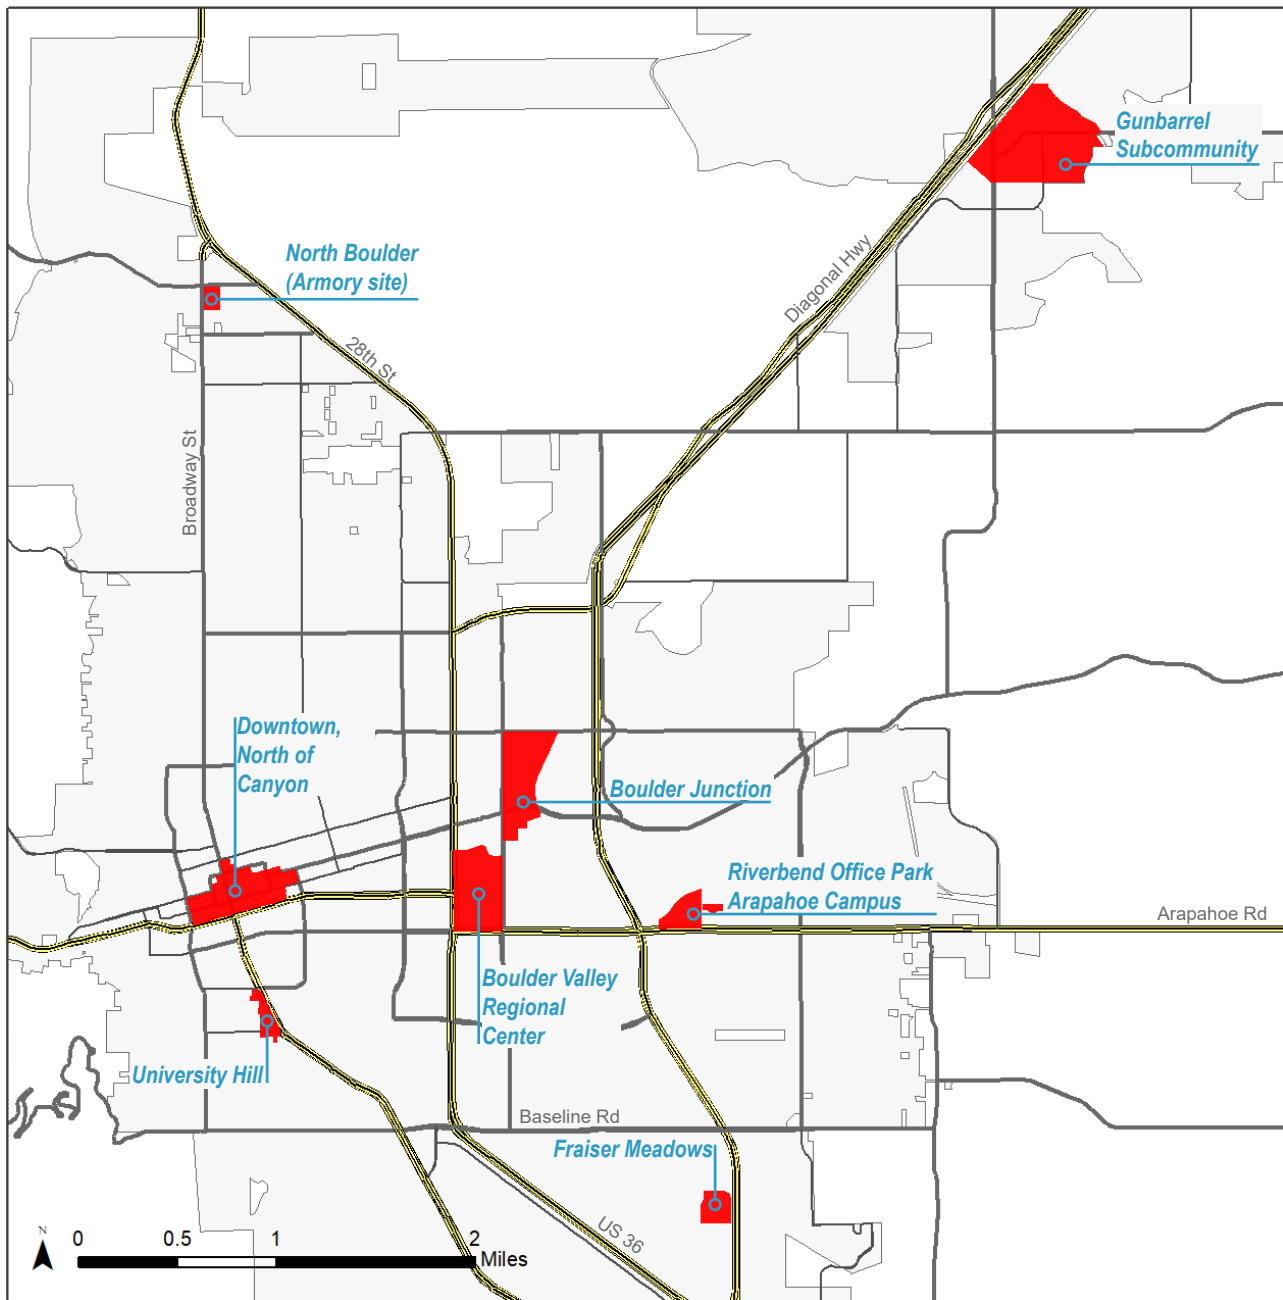 Gunbarrel
Subcommunity
North Boulder
(Armory site)
Diagonal Hwy
28th St
Broadway St
Downtown,
North of
Canyon
Boulder Junction
Riverbend Office Park
Arapahoe Campus
Arapahoe Rd
Boulder Valley
Regional
Center
University Hill
Baseline Rd
Fraiser Meadows
US 36
N
0 0.5 1 2
Miles